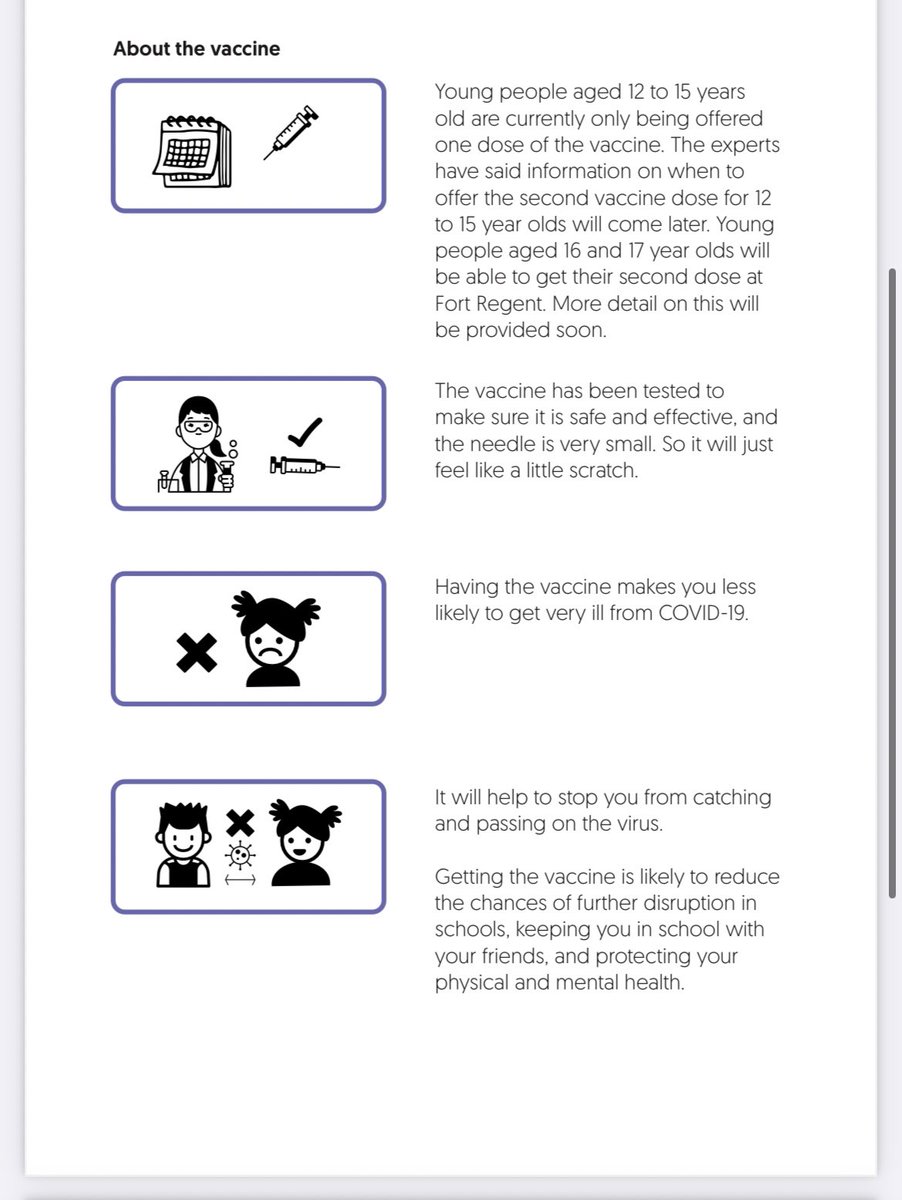 About the vaccine
Young people aged 12 to 15 years
old are currently only being offered
one dose of the vaccine. The experts
have said information on when to
offer the second vaccine dose for 12
to 15 year olds will come later. Young
people aged 16 and 17 year olds will
be able to get their second dose at
Fort Regent. More detail on this will
be provided soon.
The vaccine has been tested to
make sure it is safe and effective, and
the needle is very small. So it will just
feel like a little scratch.
Having the vaccine makes you less
likely to get very ill from COVID-19.
It will help to stop you from catching
and passing on the virus.
Getting the vaccine is likely to reduce
the chances of further disruption in
schools, keeping you in school with
your friends, and protecting your
physical and mental health.